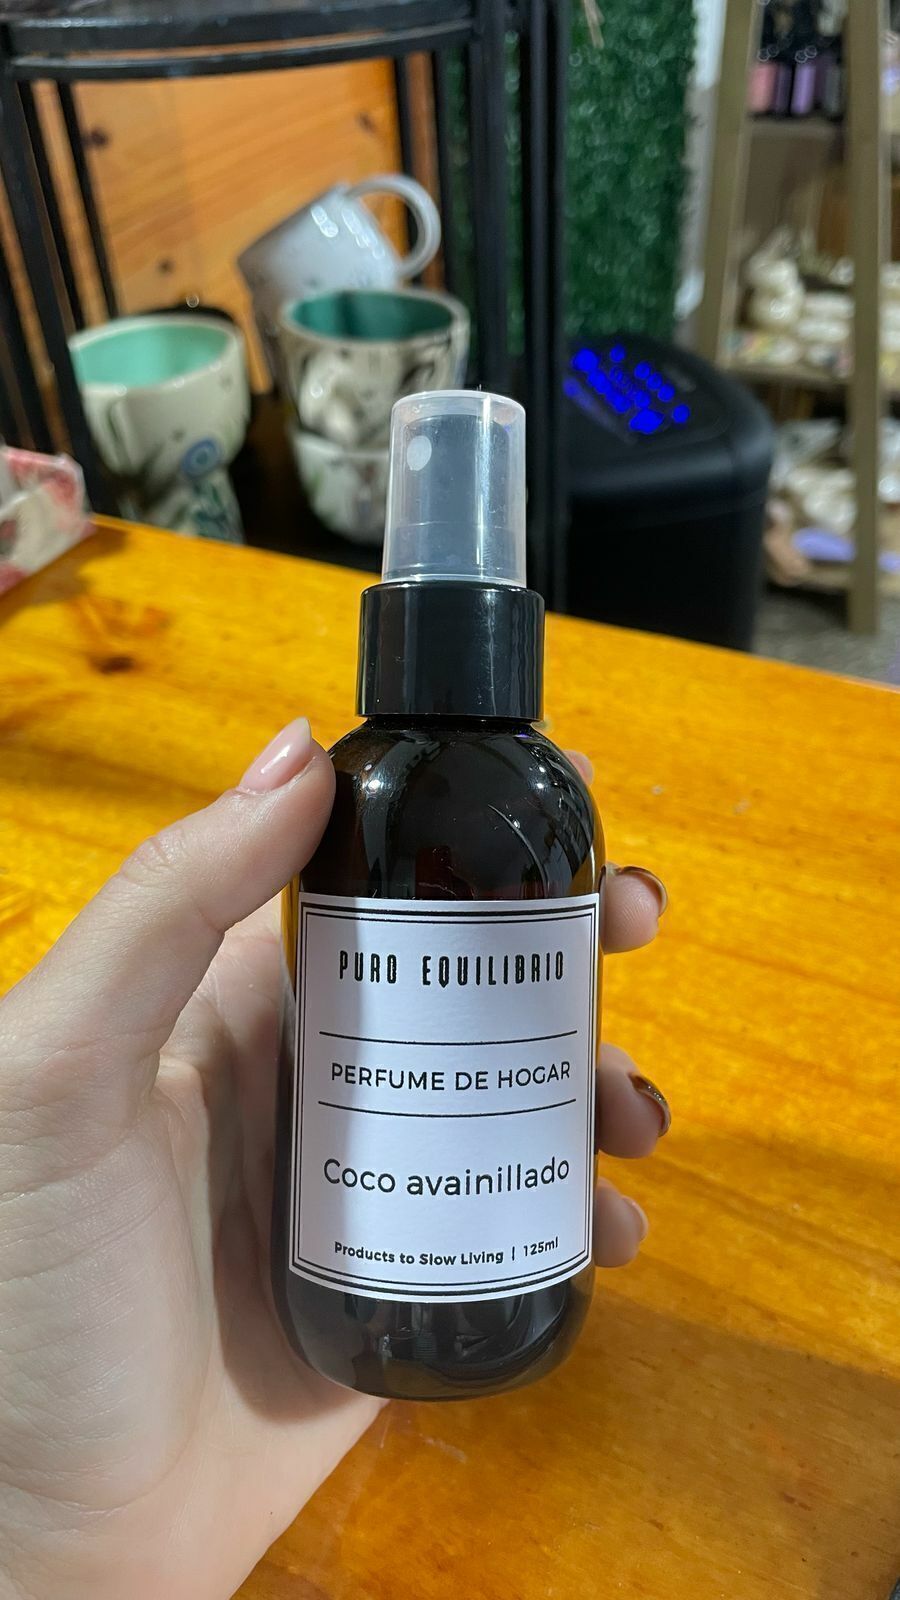 PURO EQUILIBRIO
PERFUME DE HOGAR
Coco avainillado
Products to Slow Living | 125ml